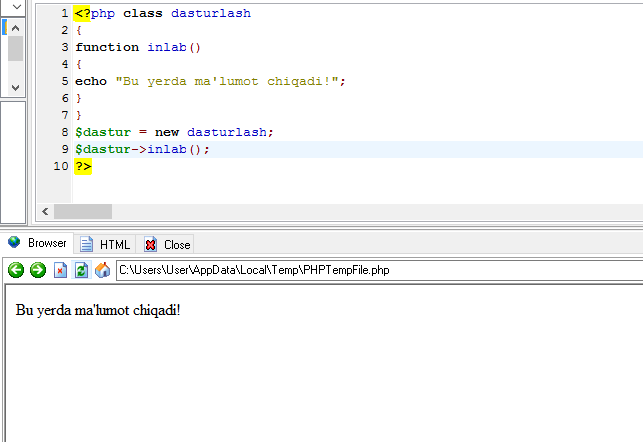 1 <?php class dasturlash
2 {
3 function inlab()
4 {
5 echo "Bu yerda ma'lumot chiqadi!";
6 }
7 }
8 $dastur = new dasturlash;
9 $dastur->inlab();
10 ?>
Browser HTML Close
C:\Users\User\AppData\Local\Temp\PHPTempFile.php
Bu yerda ma'lumot chiqadi!